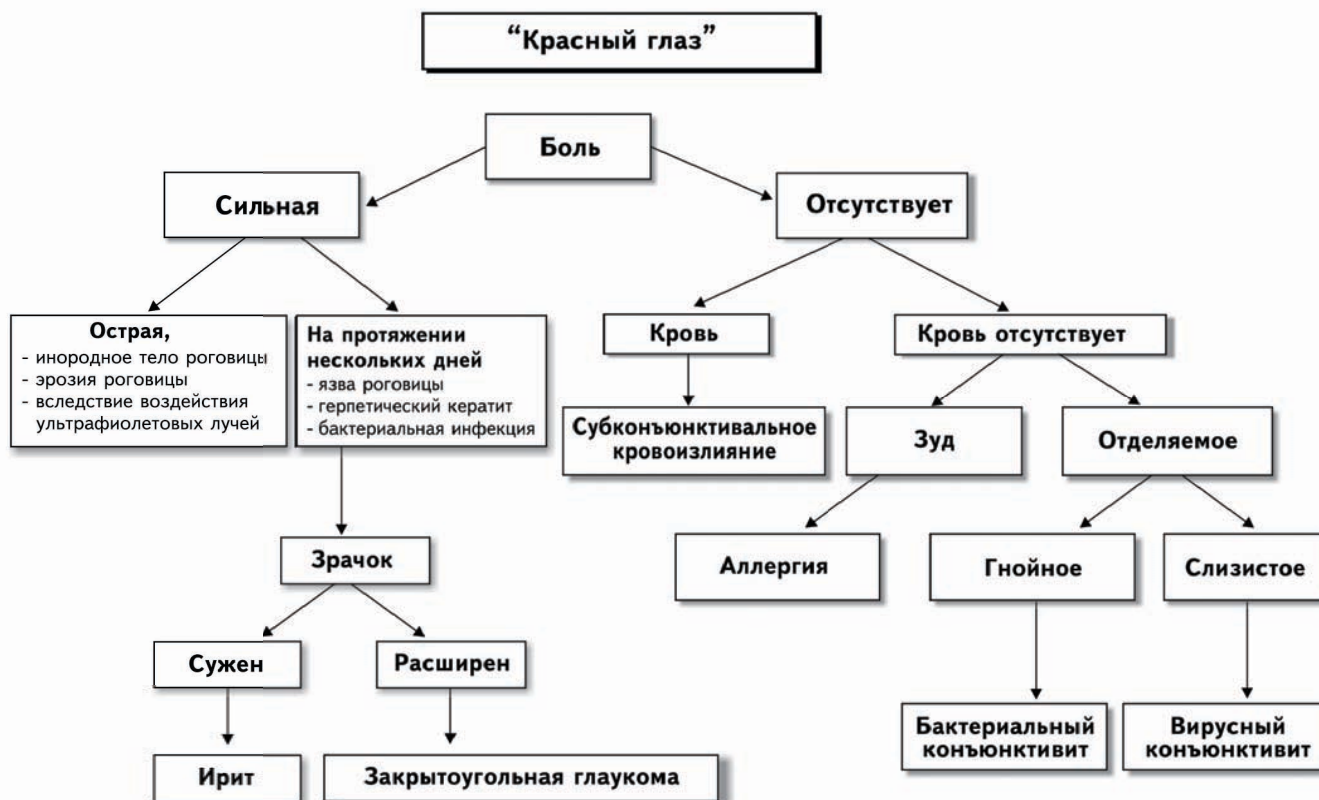 “Красный глаз”
Боль
Сильная
Отсутствует
Острая,
- инородное тело роговицы
- эрозия роговицы
- вследствие воздействия
ультрафиолетовых лучей
На протяжении
нескольких дней
- язва роговицы
- герпетический кератит
- бактериальная инфекция
Кровь
Кровь отсутствует
Субконъюнктивальное
кровоизлияние
Зуд
Отделяемое
Зрачок
Аллергия
Гнойное
Слизистое
Сужен
Расширен
Бактериальный
конъюнктивит
Вирусный
конъюнктивит
Ирит
Закрытоугольная глаукома